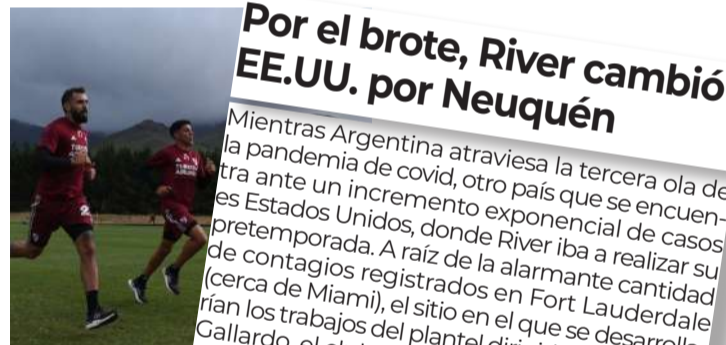 Por el brote, River cambió
EE.UU. por Neuquén
Mientras Argentina atraviesa la tercera ola de
la pandemia de covid, otro país que se encuen-
tra ante un incremento exponencial de casos
es Estados Unidos, donde River iba a realizar su
pretemporada. A raíz de la alarmante cantidad
de contagios registrados en Fort Lauderdale
(cerca de Miami), el sitio en el que se
rían los trabajos del plantel
Gallardo, el